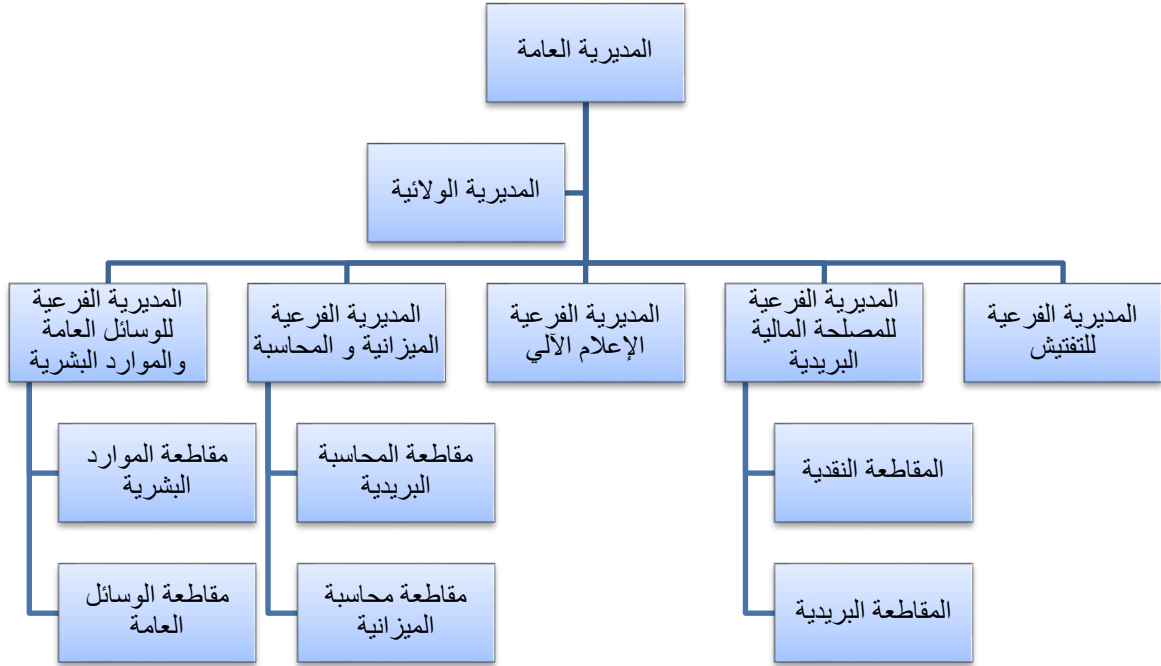 المديرية العامة
المديرية الولائية
المديرية الفرعية
للتفتيش
المديرية الفرعية
للمصلحة المالية
البريدية
المديرية الفرعية
الإعلام الآلي
المديرية الفرعية
الميزانية و المحاسبة
المديرية الفرعية
للوسائل العامة
والموارد البشرية
المقاطعة النقدية
مقاطعة المحاسبة
البريدية
مقاطعة الموارد
البشرية
المقاطعة البريدية
مقاطعة محاسبة
الميزانية
مقاطعة الوسائل
العامة